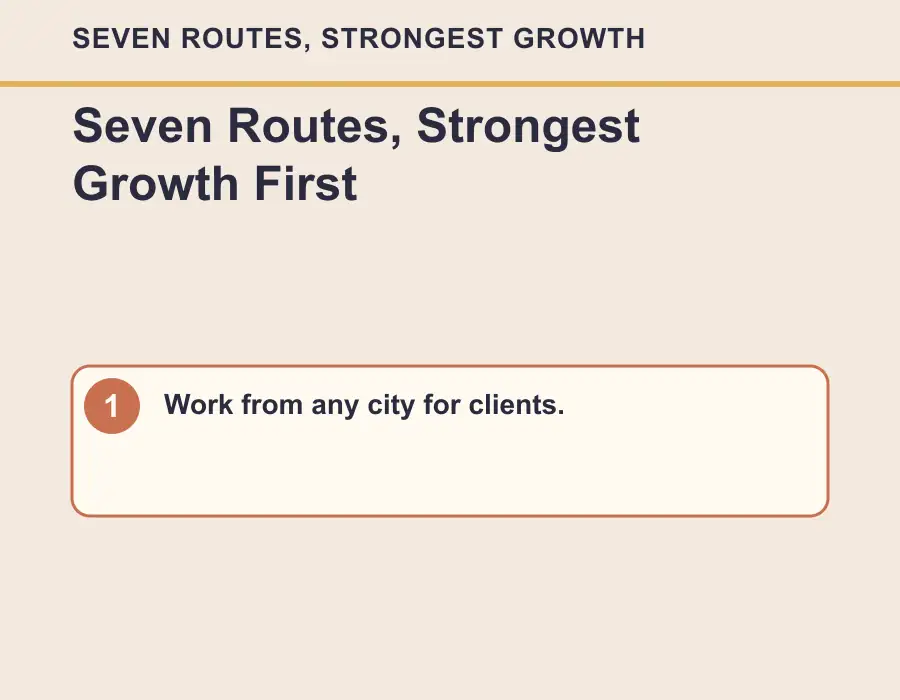 SEVEN ROUTES, STRONGEST GROWTH
Seven Routes, Strongest
Growth First
1
Work from any city for clients.